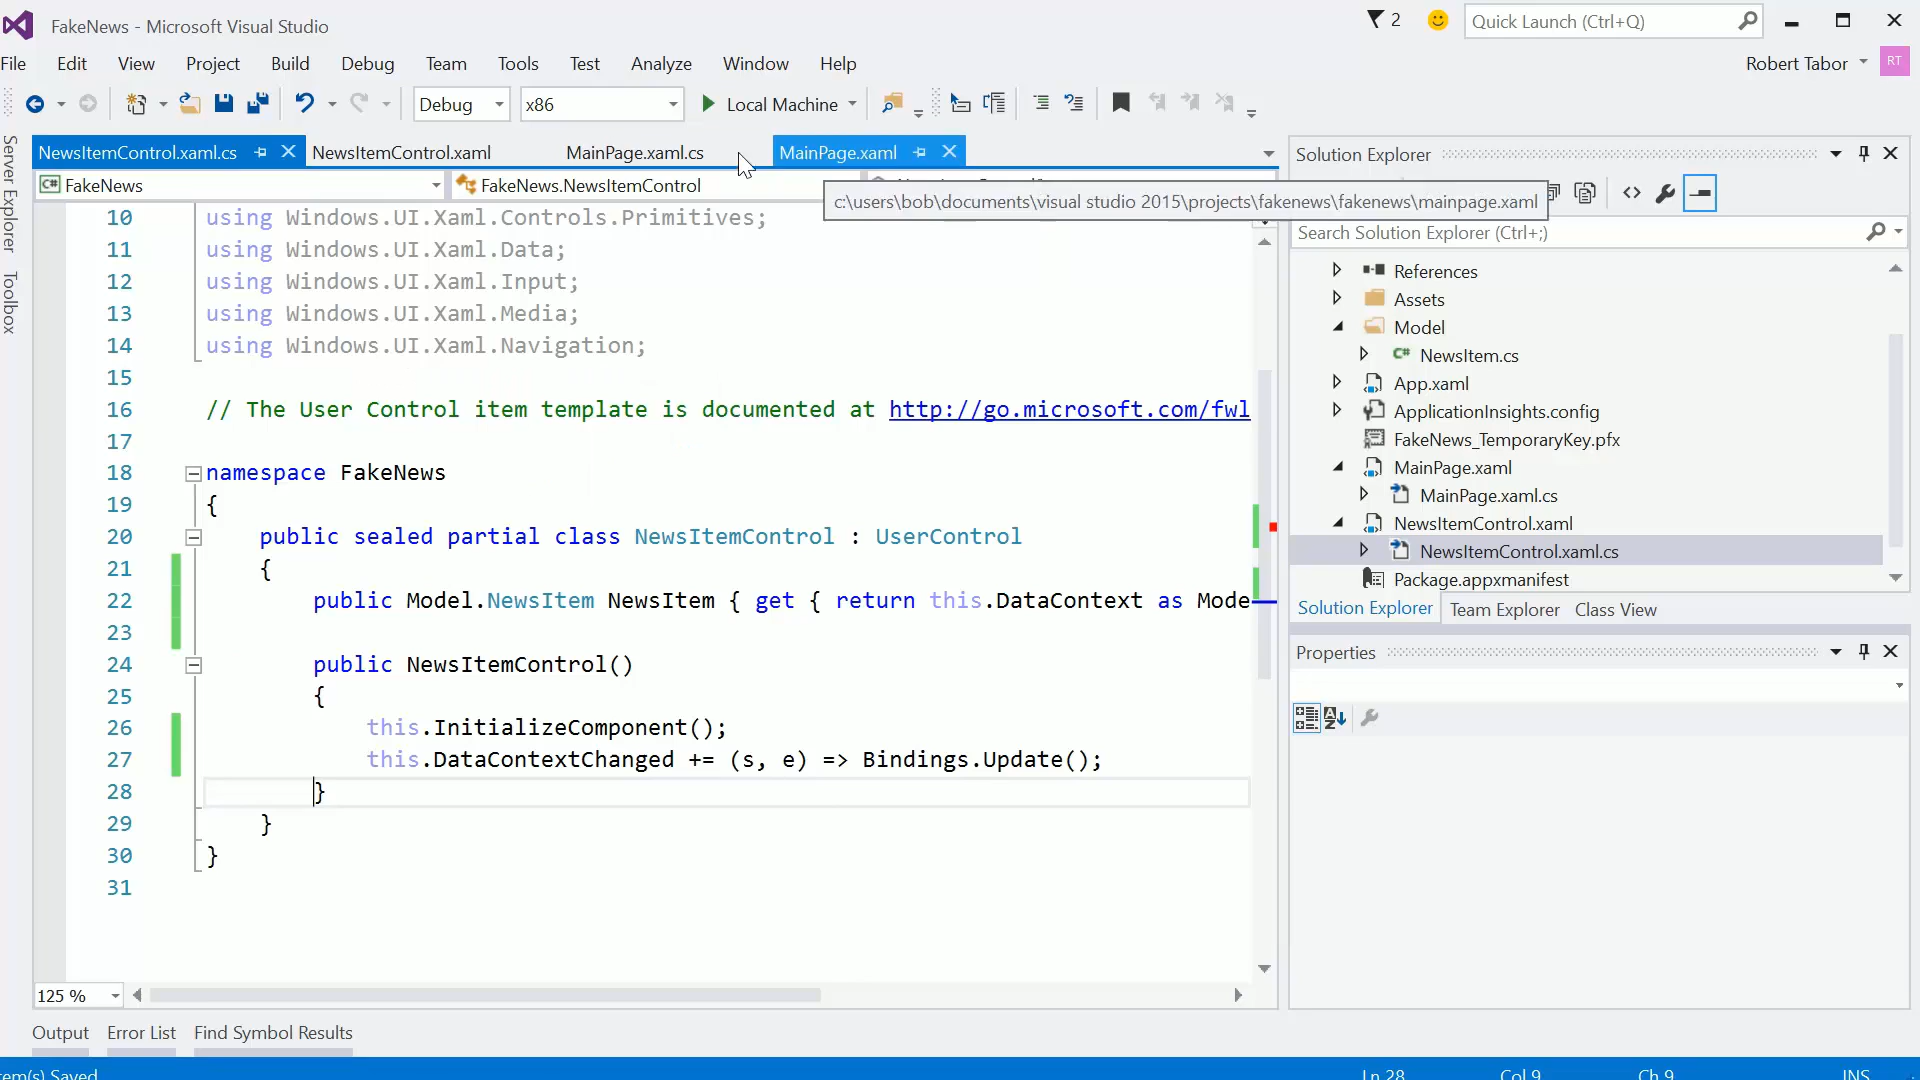 FakeNews - Microsoft Visual Studio
2
Quick Launch (Ctrl+Q)
File Edit View Project Build Debug Team Tools Test Analyze Window Help
Robert Tabor
RT
Debug
x86
Local Machine
NewsItemControl.xaml.cs
NewsItemControl.xaml
MainPage.xaml.cs
MainPage.xaml
C# FakeNews
FakeNews.NewsItemControl
c:\users\bob\documents\visual studio 2015\projects\fakenews\fakenews\mainpage.xaml
Server Explorer
Toolbox
10 using Windows.UI.Xaml.Controls.Primitives;
11 using Windows.UI.Xaml.Data;
12 using Windows.UI.Xaml.Input;
13 using Windows.UI.Xaml.Media;
14 using Windows.UI.Xaml.Navigation;
15
16 // The User Control item template is documented at http://go.microsoft.com/fwl
17
18 namespace FakeNews
19 {
20 public sealed partial class NewsItemControl : UserControl
21 {
22 public Model.NewsItem NewsItem { get { return this.DataContext as Mode
23
24 public NewsItemControl()
25 {
26 this.InitializeComponent();
27 this.DataContextChanged += (s, e) => Bindings.Update();
28 }
29 }
30 }
31
125 %
Solution Explorer
Search Solution Explorer (Ctrl+;)
References
Assets
Model
C# NewsItem.cs
App.xaml
ApplicationInsights.config
FakeNews_TemporaryKey.pfx
MainPage.xaml
MainPage.xaml.cs
NewsItemControl.xaml
NewsItemControl.xaml.cs
Package.appxmanifest
Solution Explorer Team Explorer Class View
Properties
Output Error List Find Symbol Results
em(s) Saved
Ln 28 Col 9 Ch 9 INS